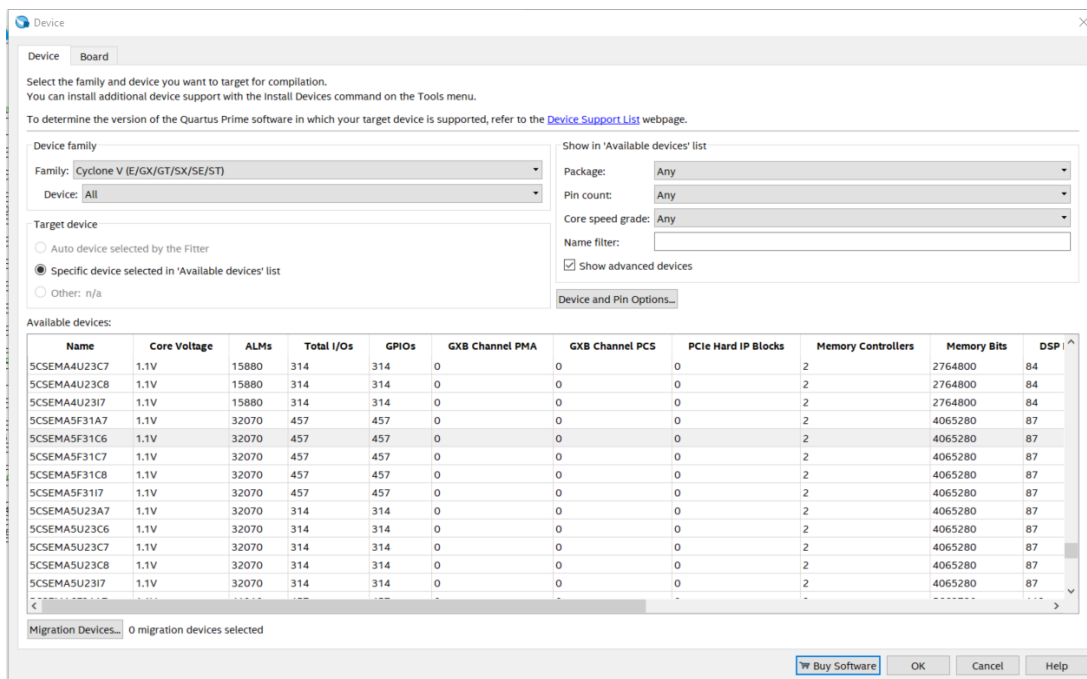 Device
Device Board
Select the family and device you want to target for compilation.
You can install additional device support with the Install Devices command on the Tools menu.
To determine the version of the Quartus Prime software in which your target device is supported, refer to the Device Support List webpage.
Device family
Family: Cyclone V (E/GX/GT/SX/SE/ST)
Device: All
Target device
Auto device selected by the Fitter
Specific device selected in 'Available devices' list
Other: n/a
Show in 'Available devices' list
Package: Any
Pin count: Any
Core speed grade: Any
Name filter:
Show advanced devices
Device and Pin Options...
Available devices:
Name Core Voltage ALMs Total I/Os GPIOs GXB Channel PMA GXB Channel PCS PCIe Hard IP Blocks Memory Controllers Memory Bits DSP
5CSEMA4U23C7 1.1V 15880 314 314 0 0 0 2 2764800 84
5CSEMA4U23C8 1.1V 15880 314 314 0 0 0 2 2764800 84
5CSEMA4U23I7 1.1V 15880 314 314 0 0 0 2 2764800 84
5CSEMA5F31A7 1.1V 32070 457 457 0 0 0 2 4065280 87
5CSEMA5F31C6 1.1V 32070 457 457 0 0 0 2 4065280 87
5CSEMA5F31C7 1.1V 32070 457 457 0 0 0 2 4065280 87
5CSEMA5F31C8 1.1V 32070 457 457 0 0 0 2 4065280 87
5CSEMA5F31I7 1.1V 32070 457 457 0 0 0 2 4065280 87
5CSEMA5U23A7 1.1V 32070 314 314 0 0 0 2 4065280 87
5CSEMA5U23C6 1.1V 32070 314 314 0 0 0 2 4065280 87
5CSEMA5U23C7 1.1V 32070 314 314 0 0 0 2 4065280 87
5CSEMA5U23C8 1.1V 32070 314 314 0 0 0 2 4065280 87
5CSEMA5U23I7 1.1V 32070 314 314 0 0 0 2 4065280 87
Migration Devices... 0 migration devices selected
Buy Software OK Cancel Help